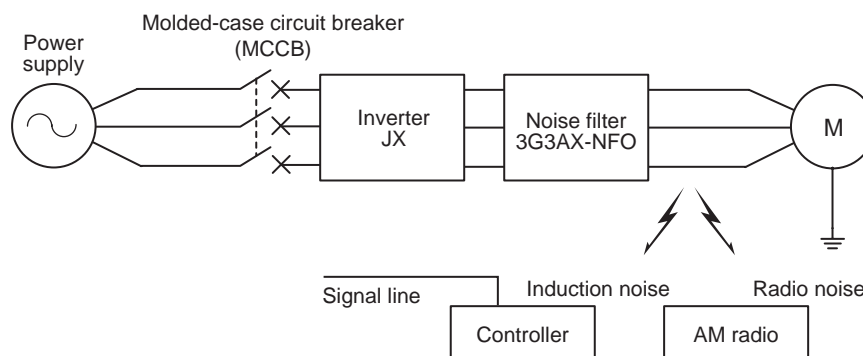 Molded-case circuit breaker
(MCCB)
Power
supply
Inverter
JX
Noise filter
3G3AX-NFO
M
Signal line
Induction noise
Radio noise
Controller
AM radio